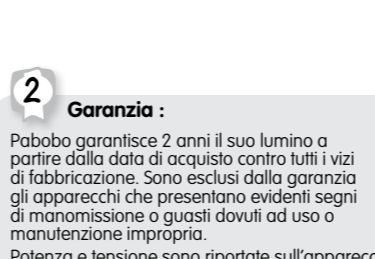 2
Garanzia :
Pabobo garantisce 2 anni il suo lumino a
partire dalla data di acquisto contro tutti i vizi
di fabbricazione. Sono esclusi dalla garanzia
gli apparecchi che presentano evidenti segni
di manomissione o guasti dovuti ad uso o
manutenzione impropria.
Potenza e tensione sono riportate